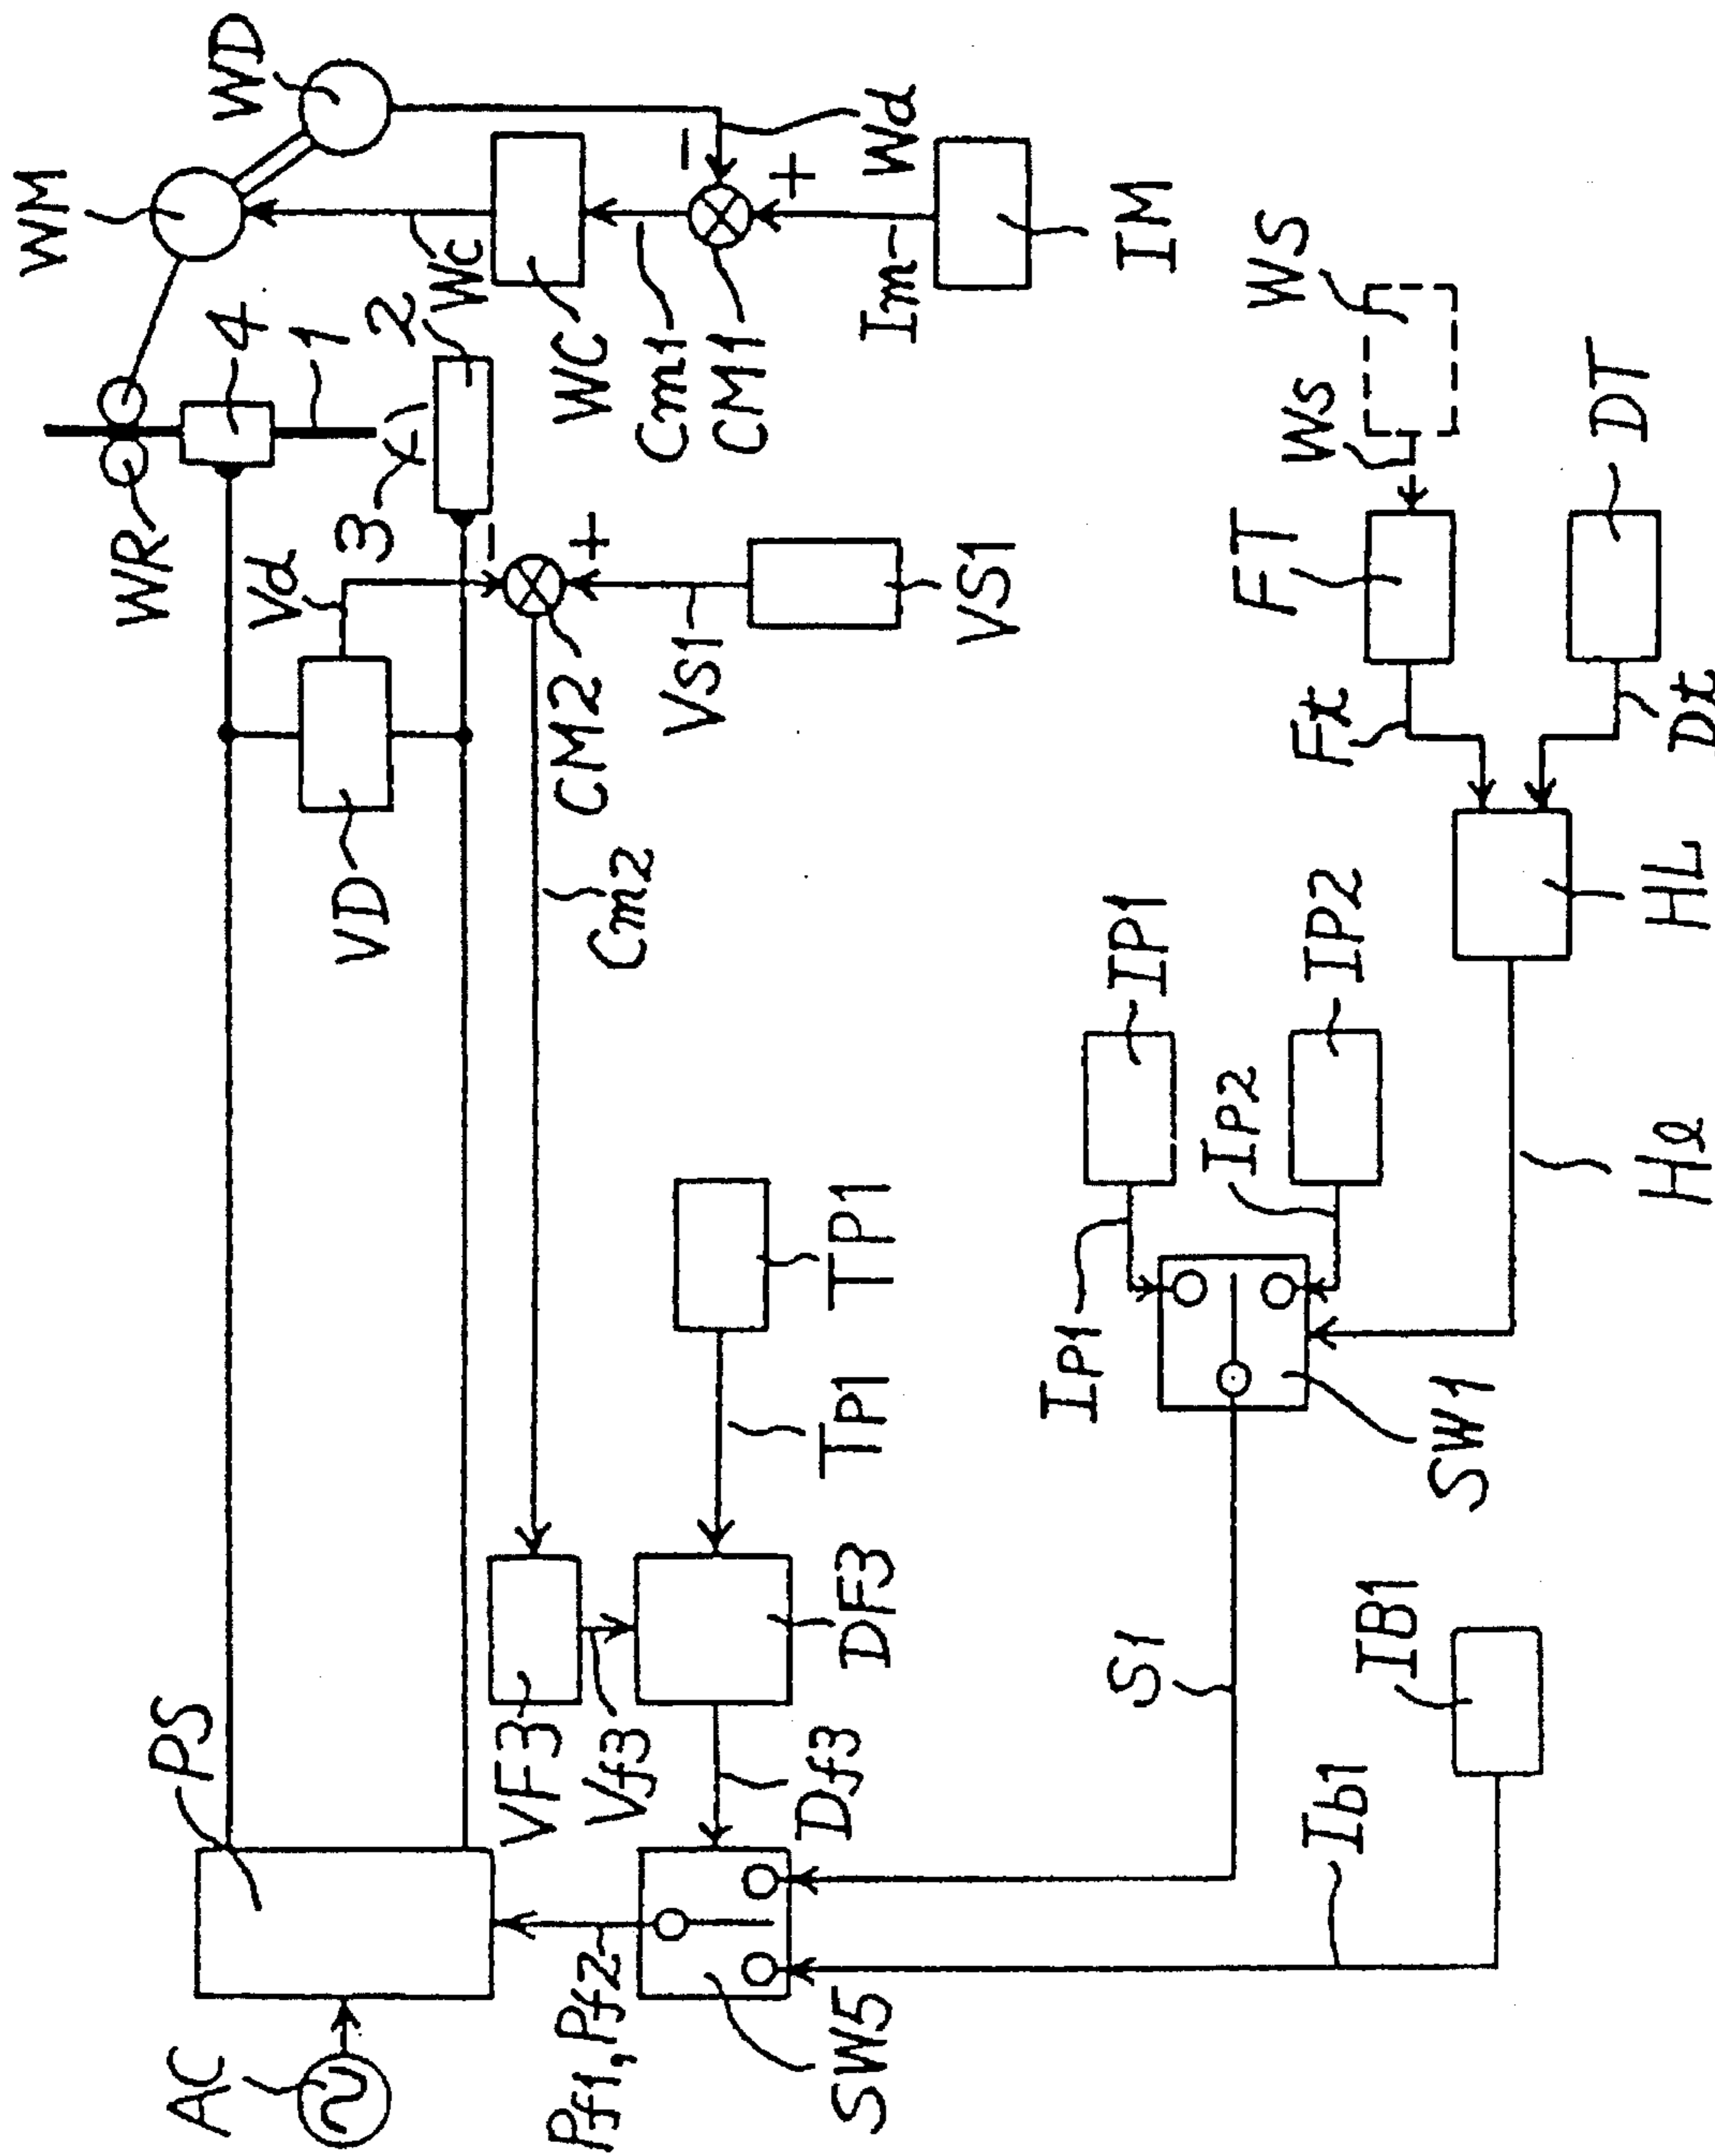 AC
PS
WR
WM
WD
4
1
2
3
Vd
VD
Wc
WC
Cm1
CM1
Wd
Im
IM
−
+
−
+
CM2
Cm2
Vs1
VS1
VF3
Vf3
TP1
Tp1
DF3
Df3
Pf1, Pf2
SW5
S1
Ip1
IP1
Ip2
IP2
SW1
IB1
Ib1
Hl
HL
Ft
FT
Ws
WS
Dt
DT